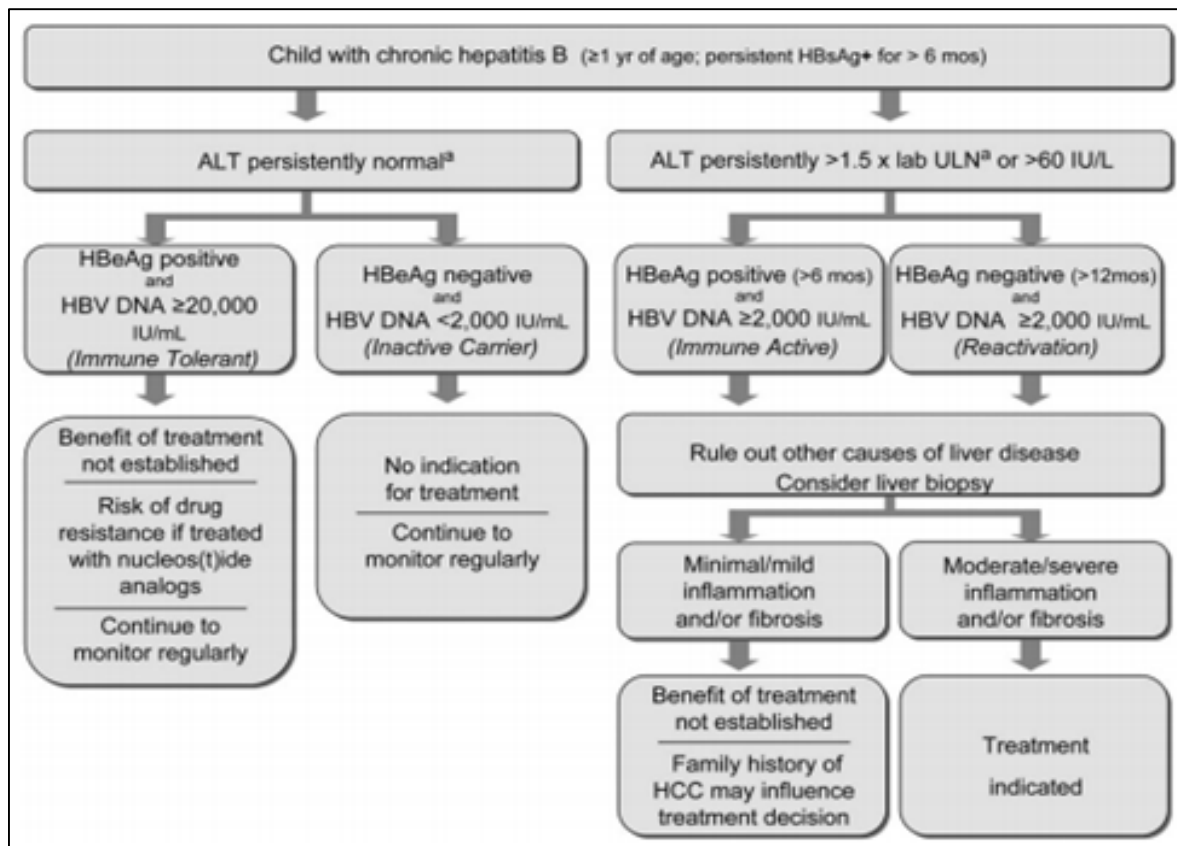 Child with chronic hepatitis B (≥1 yr of age; persistent HBsAg+ for > 6 mos)
ALT persistently normalª
ALT persistently >1.5 x lab ULNª or >60 IU/L
HBeAg positive
and
HBV DNA ≥20,000
IU/mL
(Immune Tolerant)
HBeAg negative
and
HBV DNA <2,000 IU/mL
(Inactive Carrier)
HBeAg positive (>6 mos)
and
HBV DNA ≥2,000 IU/mL
(Immune Active)
HBeAg negative (>12mos)
and
HBV DNA ≥2,000 IU/mL
(Reactivation)
Benefit of treatment
not established
Risk of drug
resistance if treated
with nucleos(t)ide
analogs
Continue to
monitor regularly
No indication
for treatment
Continue to
monitor regularly
Rule out other causes of liver disease
Consider liver biopsy
Minimal/mild
inflammation
and/or fibrosis
Moderate/severe
inflammation
and/or fibrosis
Benefit of treatment
not established
Family history of
HCC may influence
treatment decision
Treatment
indicated